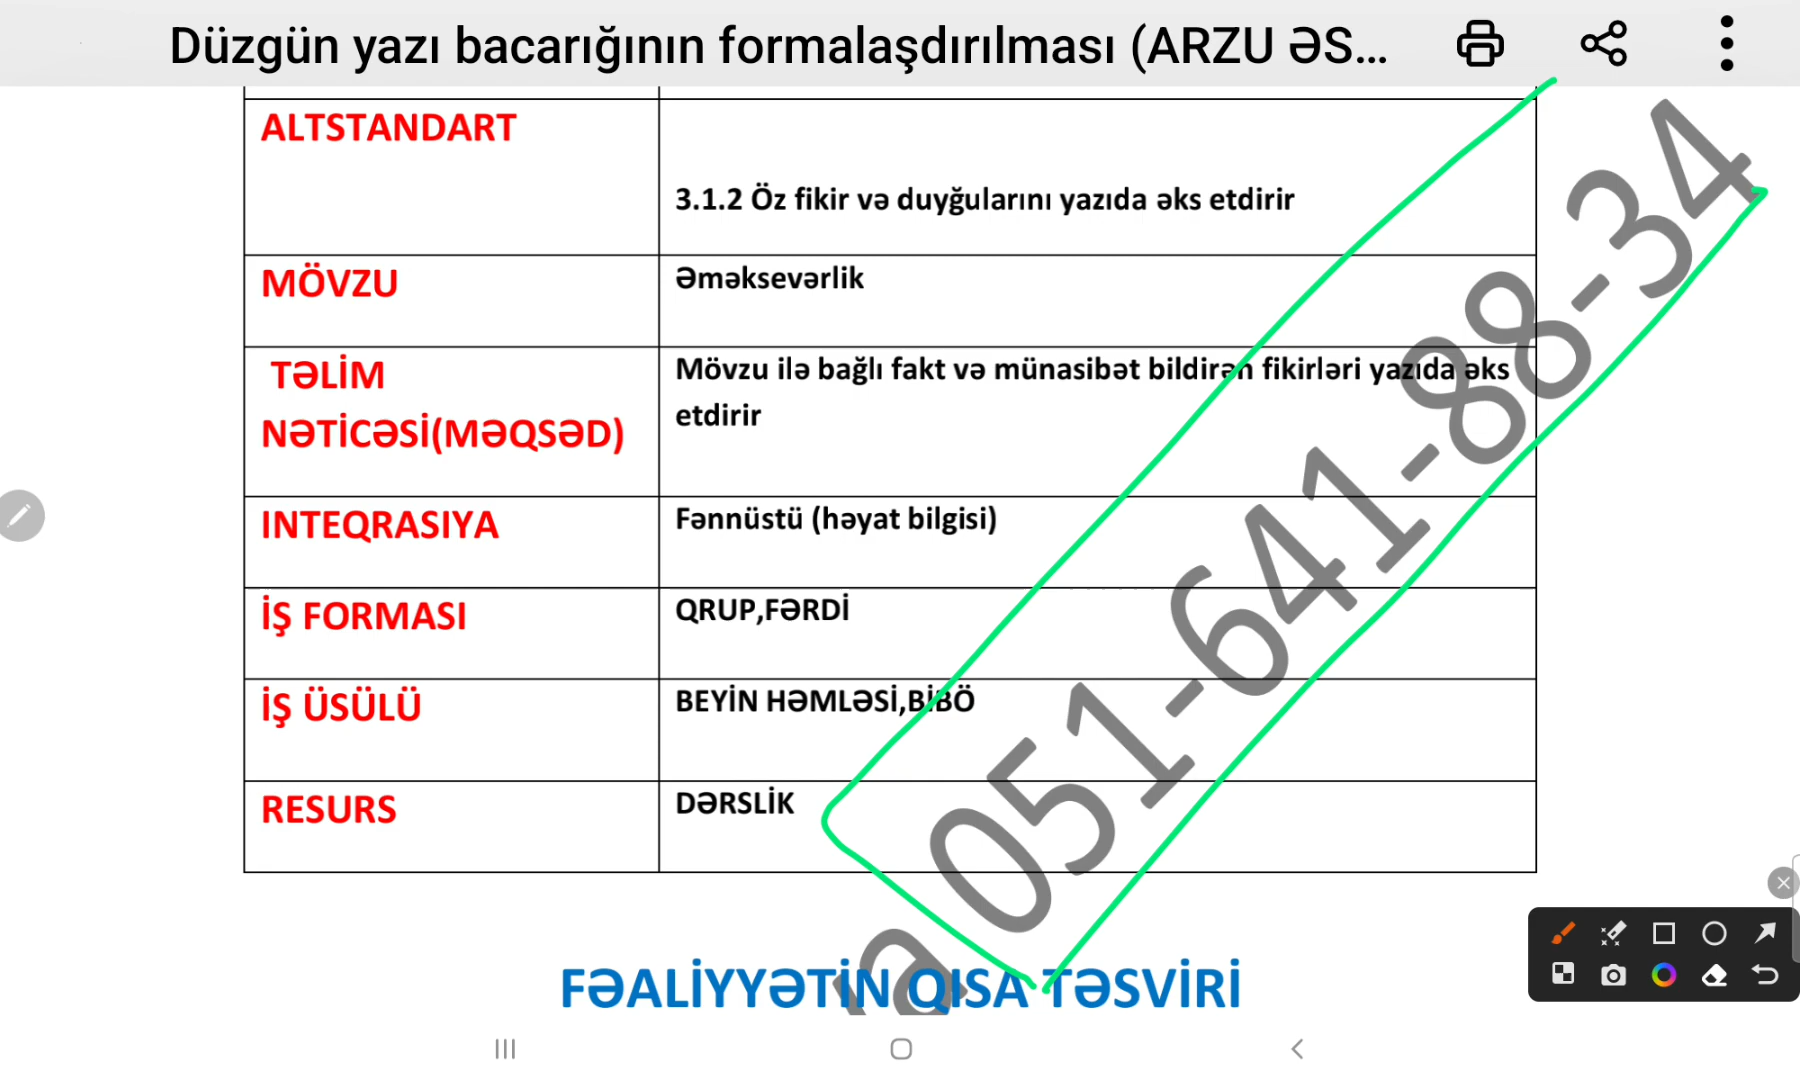 Düzgün yazı bacarığının formalaşdırılması (ARZU ƏS...
ALTSTANDART
3.1.2 Öz fikir və duyğularını yazıda əks etdirir
MÖVZU
Əməksevərlik
TƏLİM
NƏTİCƏSİ(MƏQSƏD)
Mövzu ilə bağlı fakt və münasibət bildirən fikirləri yazıda əks
etdirir
INTEQRASIYA
Fənnüstü (həyat bilgisi)
İŞ FORMASI
QRUP,FƏRDİ
İŞ ÜSÜLÜ
BEYİN HƏMLƏSİ,BİBÖ
RESURS
DƏRSLİK
a 051-641-88-34
FƏALİYYƏTİN QISA TƏSVİRİ